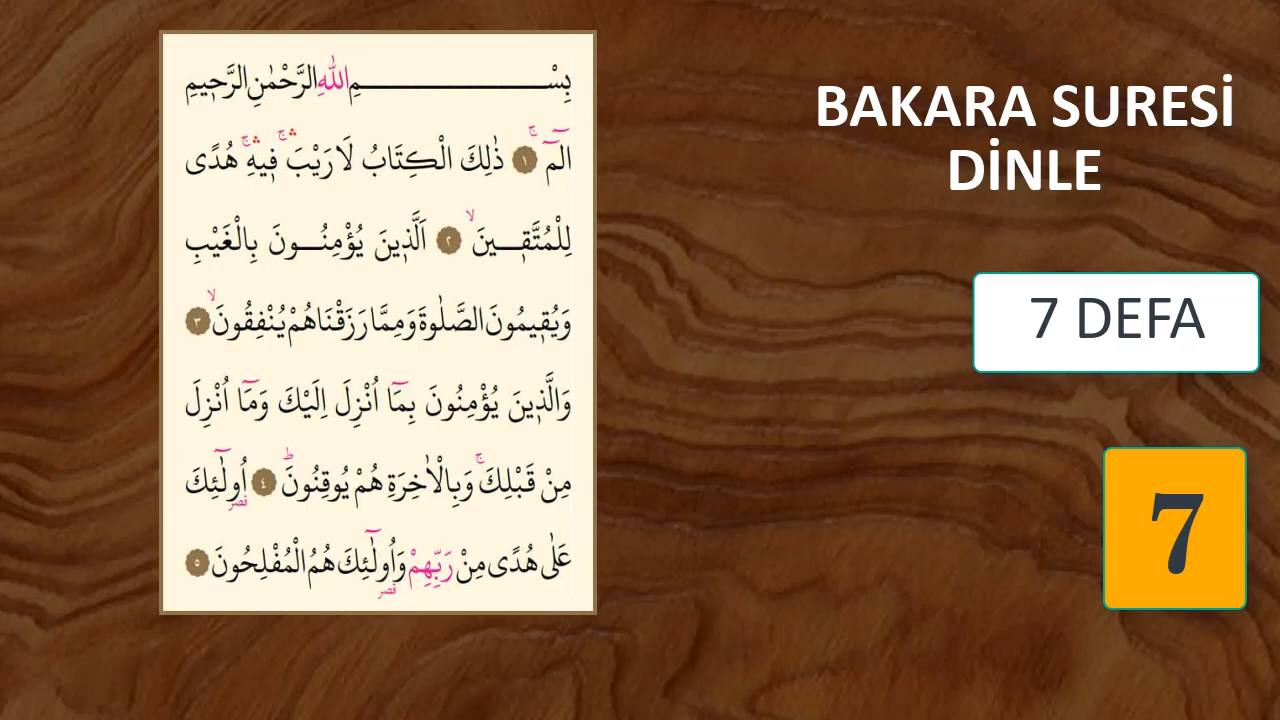 بِسْمِ اللّٰهِ الرَّحْمٰنِ الرَّحٖيمِ
الٓمٓۚ ﴿١﴾ ذٰلِكَ الْكِتَابُ لَا رَيْبَۚۛ فٖيهِۚۛ هُدًى
لِلْمُتَّقٖينَۙ ﴿٢﴾ اَلَّذٖينَ يُؤْمِنُونَ بِالْغَيْبِ
وَيُقٖيمُونَ الصَّلٰوةَ وَمِمَّا رَزَقْنَاهُمْ يُنْفِقُونَۙ ﴿٣﴾
وَالَّذٖينَ يُؤْمِنُونَ بِمَٓا اُنْزِلَ اِلَيْكَ وَمَٓا اُنْزِلَ
مِنْ قَبْلِكَۚ وَبِالْاٰخِرَةِ هُمْ يُوقِنُونَؕ ﴿٤﴾ اُو۬لٰٓئِكَ
قصر
عَلٰى هُدًى مِنْ رَبِّهِمْ وَاُو۬لٰٓئِكَ هُمُ الْمُفْلِحُونَ ﴿٥﴾
قصر
BAKARA SURESİ
DİNLE
7 DEFA
7